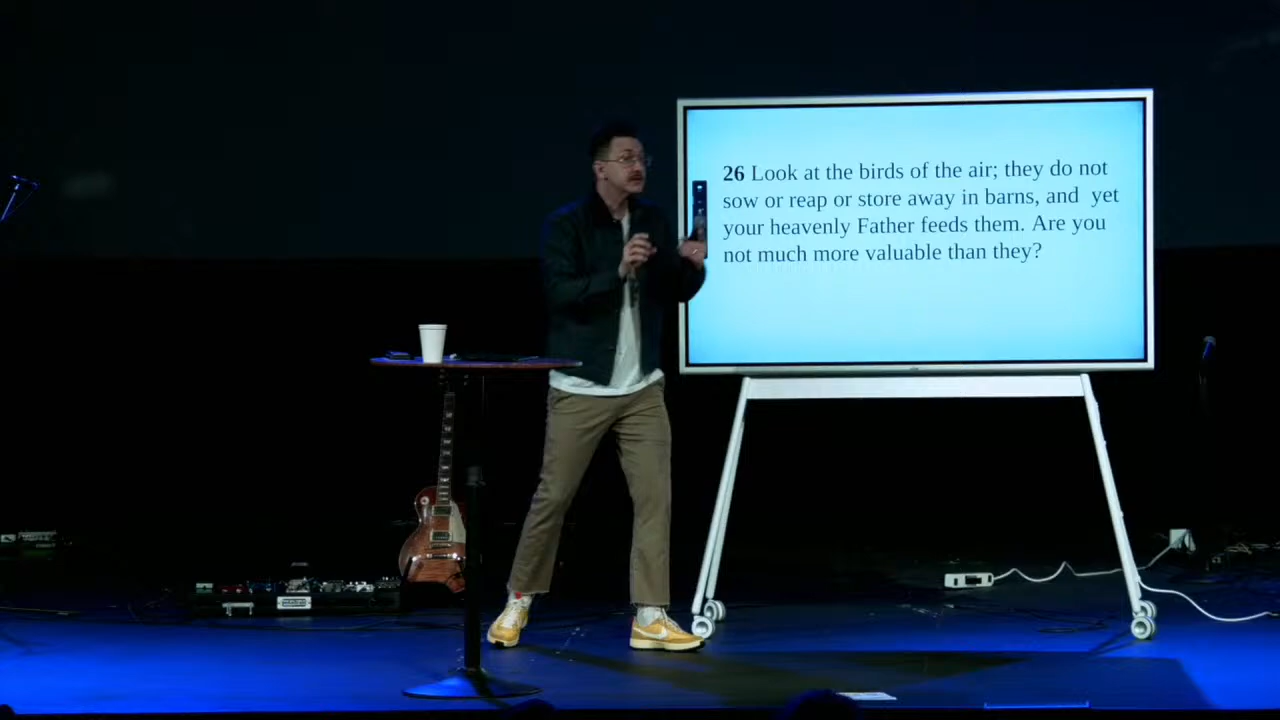 26 Look at the birds of the air; they do not
sow or reap or store away in barns, and  yet
your heavenly Father feeds them. Are you
not much more valuable than they?